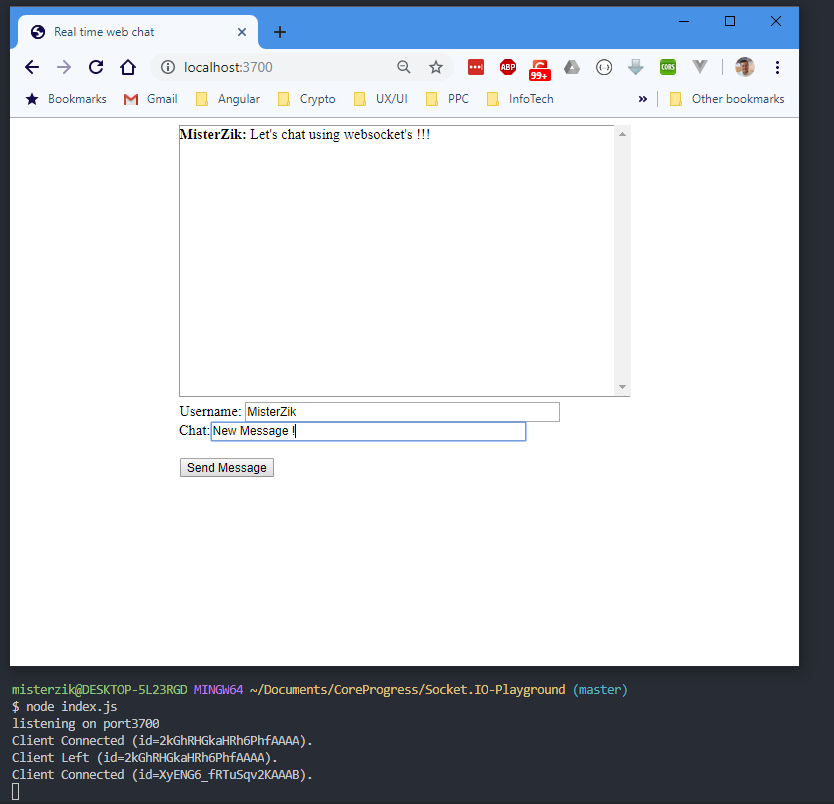 Real time web chat
localhost:3700
ABP
99+
CORS
Bookmarks Gmail Angular Crypto UX/UI PPC InfoTech » Other bookmarks
MisterZik: Let's chat using websocket's !!!
Username: MisterZik
Chat:New Message !
Send Message
misterzik@DESKTOP-5L23RGD MINGW64 ~/Documents/CoreProgress/Socket.IO-Playground (master)
$ node index.js
listening on port3700
Client Connected (id=2kGhRHGkaHRh6PhfAAAA).
Client Left (id=2kGhRHGkaHRh6PhfAAAA).
Client Connected (id=XyENG6_fRTuSqv2KAAAB).